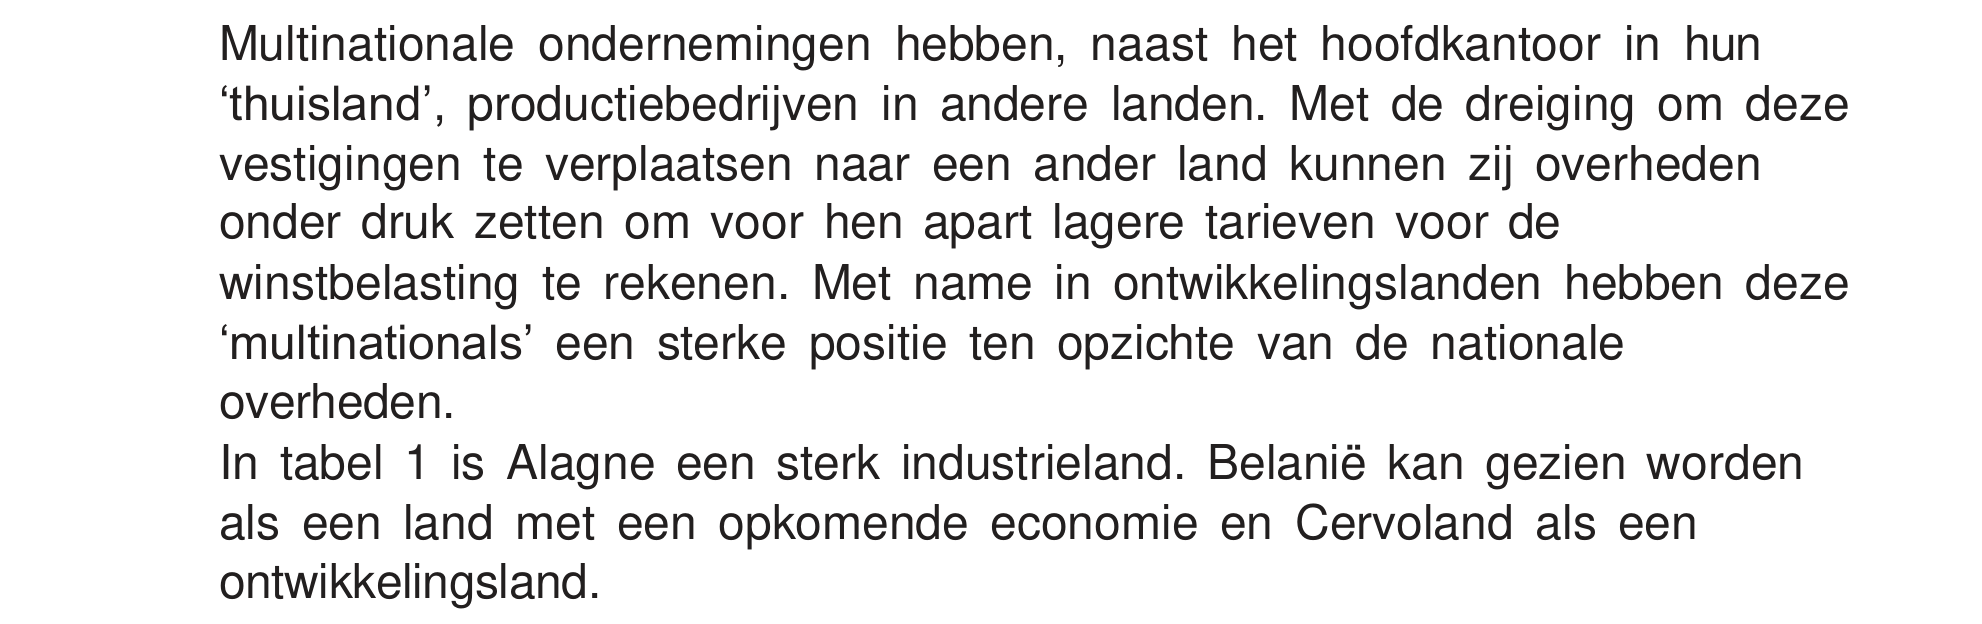 Multinationale ondernemingen hebben, naast het hoofdkantoor in hun
‘thuisland’, productiebedrijven in andere landen. Met de dreiging om deze
vestigingen te verplaatsen naar een ander land kunnen zij overheden
onder druk zetten om voor hen apart lagere tarieven voor de
winstbelasting te rekenen. Met name in ontwikkelingslanden hebben deze
‘multinationals’ een sterke positie ten opzichte van de nationale
overheden.
In tabel 1 is Alagne een sterk industrieland. Belanië kan gezien worden
als een land met een opkomende economie en Cervoland als een
ontwikkelingsland.